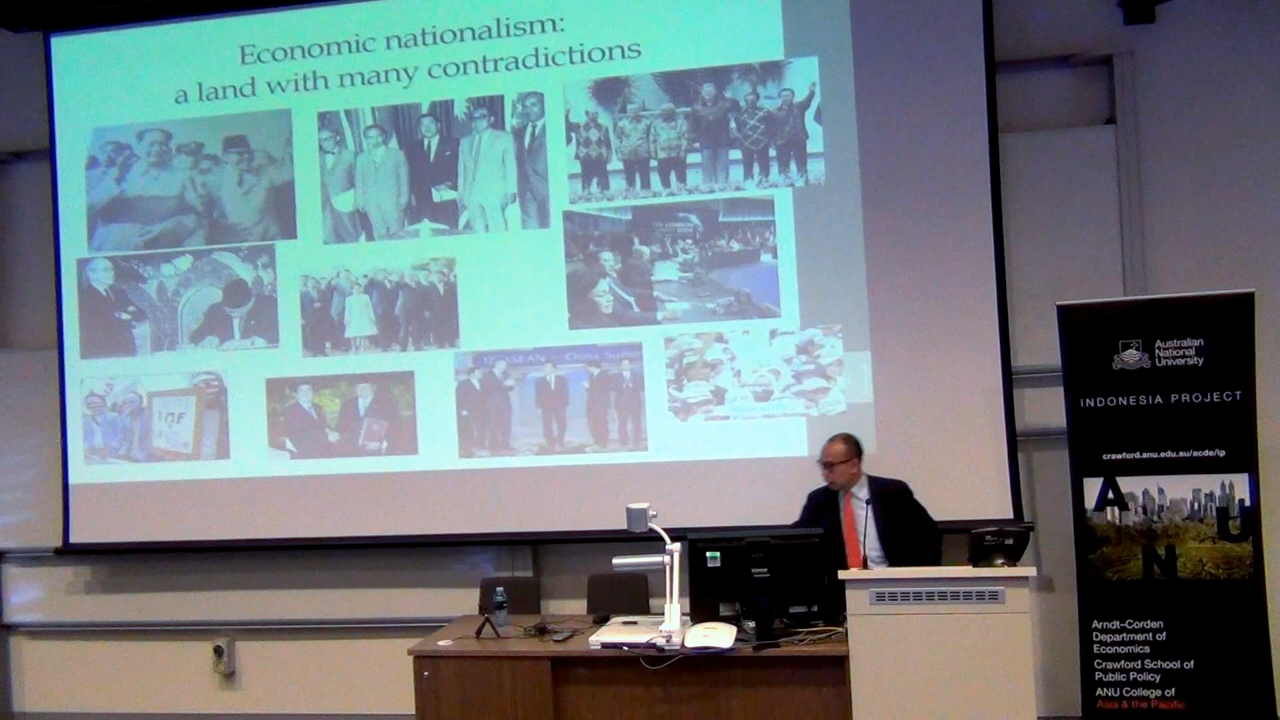 Economic nationalism:
a land with many contradictions
IMF
ASEAN – China Summit
Australian
National
University
INDONESIA PROJECT
crawford.anu.edu.au/acde/ip
A
N
U
Arndt–Corden
Department of
Economics
Crawford School of
Public Policy
ANU College of
Asia & the Pacific